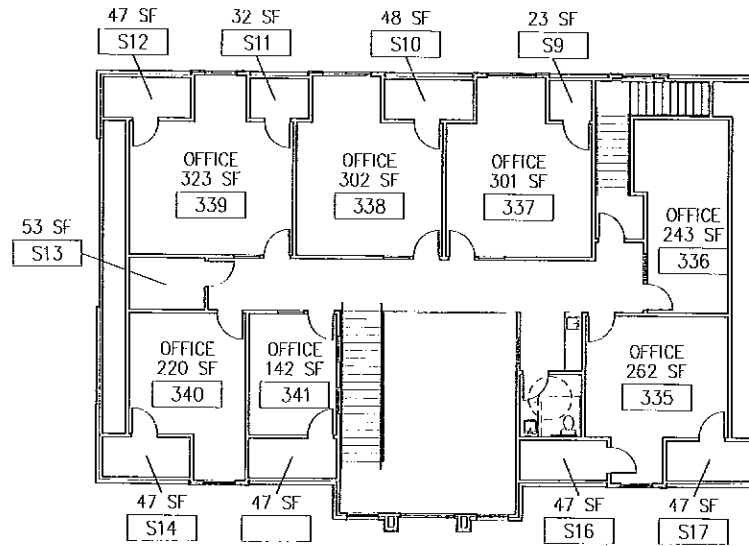 47 SF
S12
32 SF
S11
48 SF
S10
23 SF
S9
OFFICE
323 SF
339
OFFICE
302 SF
338
OFFICE
301 SF
337
OFFICE
243 SF
336
53 SF
S13
OFFICE
220 SF
340
OFFICE
142 SF
341
OFFICE
262 SF
335
47 SF
S14
47 SF
47 SF
S16
47 SF
S17